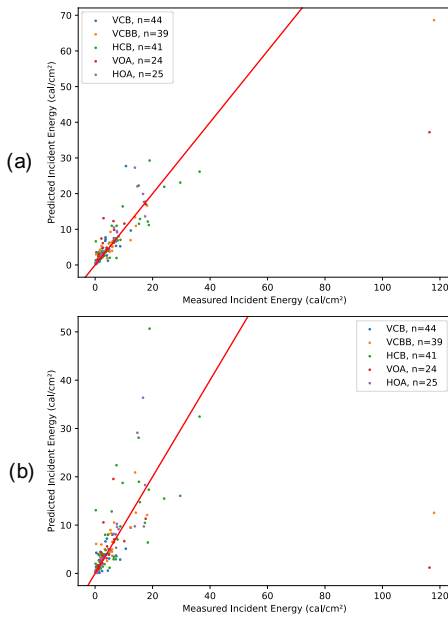 (a)
Predicted Incident Energy (cal/cm²)
70
60
50
40
30
20
10
0
VCB, n=44
VCBB, n=39
HCB, n=41
VOA, n=24
HOA, n=25
0 20 40 60 80 100 120
Measured Incident Energy (cal/cm²)
(b)
Predicted Incident Energy (cal/cm²)
50
40
30
20
10
0
VCB, n=44
VCBB, n=39
HCB, n=41
VOA, n=24
HOA, n=25
0 20 40 60 80 100 120
Measured Incident Energy (cal/cm²)